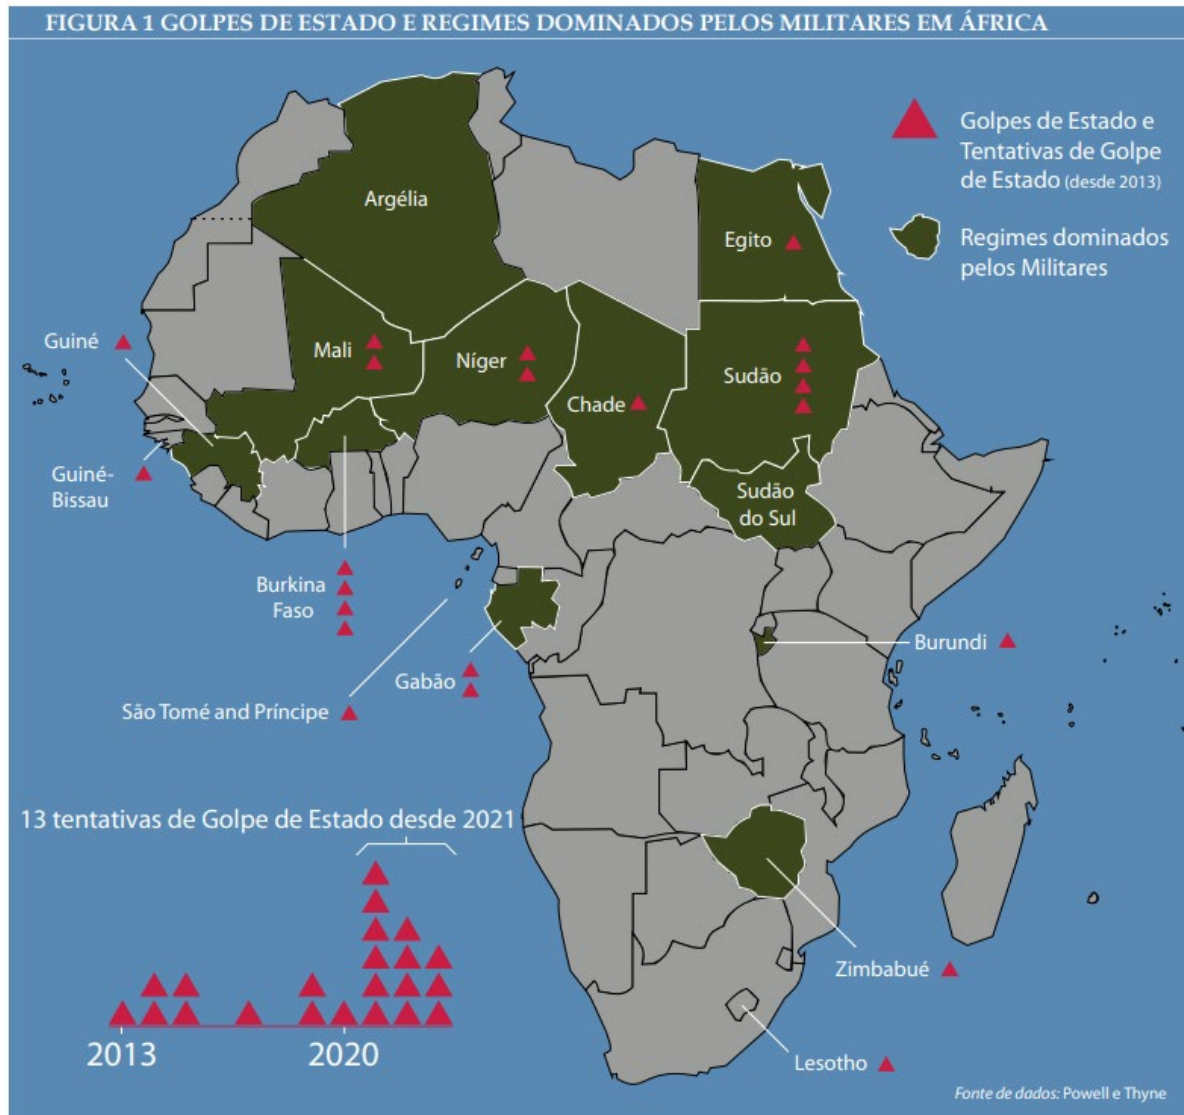 FIGURA 1 GOLPES DE ESTADO E REGIMES DOMINADOS PELOS MILITARES EM ÁFRICA
Golpes de Estado e
Tentativas de Golpe
de Estado (desde 2013)
Regimes dominados
pelos Militares
Argélia
Egito
Guiné
Mali
Níger
Chade
Sudão
Guiné-
Bissau
Sudão
do Sul
Burkina
Faso
Gabão
São Tomé and Príncipe
Burundi
13 tentativas de Golpe de Estado desde 2021
2013
2020
Zimbabué
Lesotho
Fonte de dados: Powell e Thyne